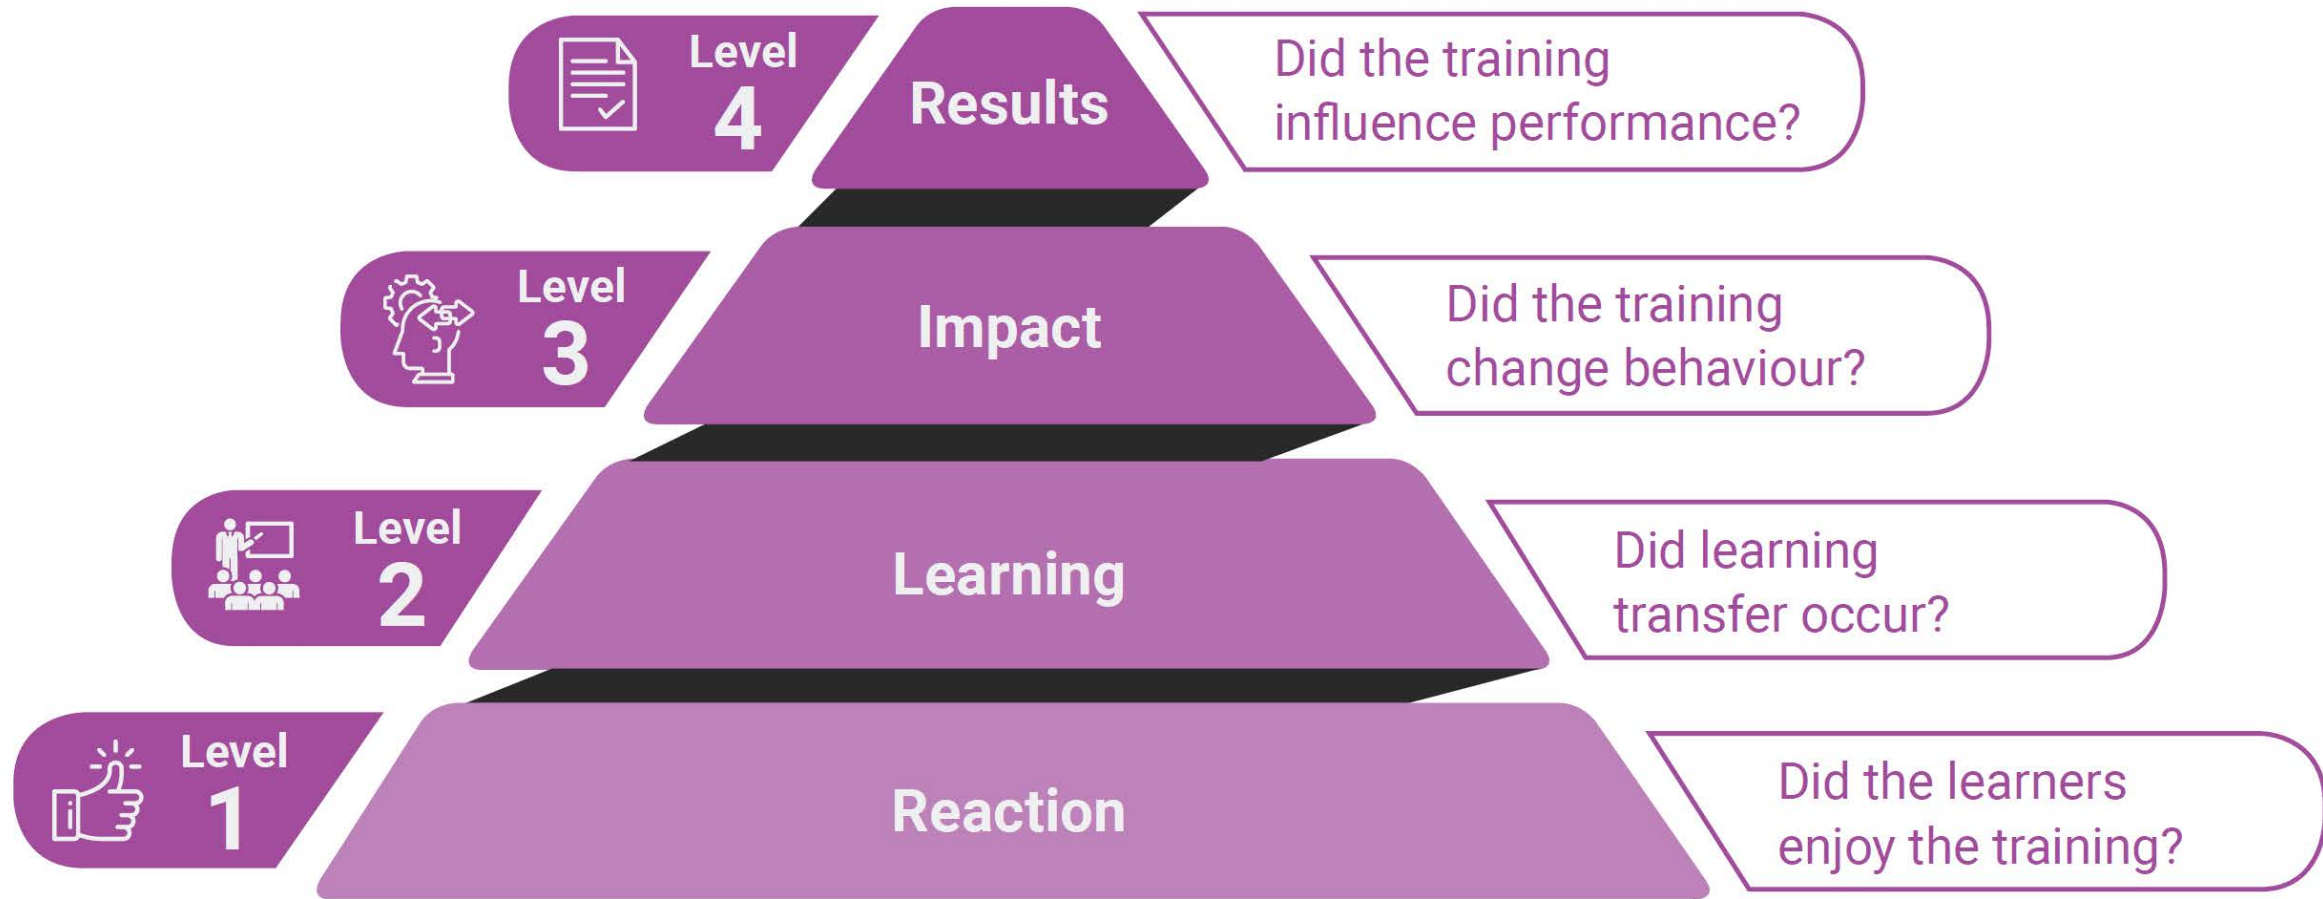 Level
4
Results
Did the training
influence performance?
Level
3
Impact
Did the training
change behaviour?
Level
2
Learning
Did learning
transfer occur?
Level
1
Reaction
Did the learners
enjoy the training?